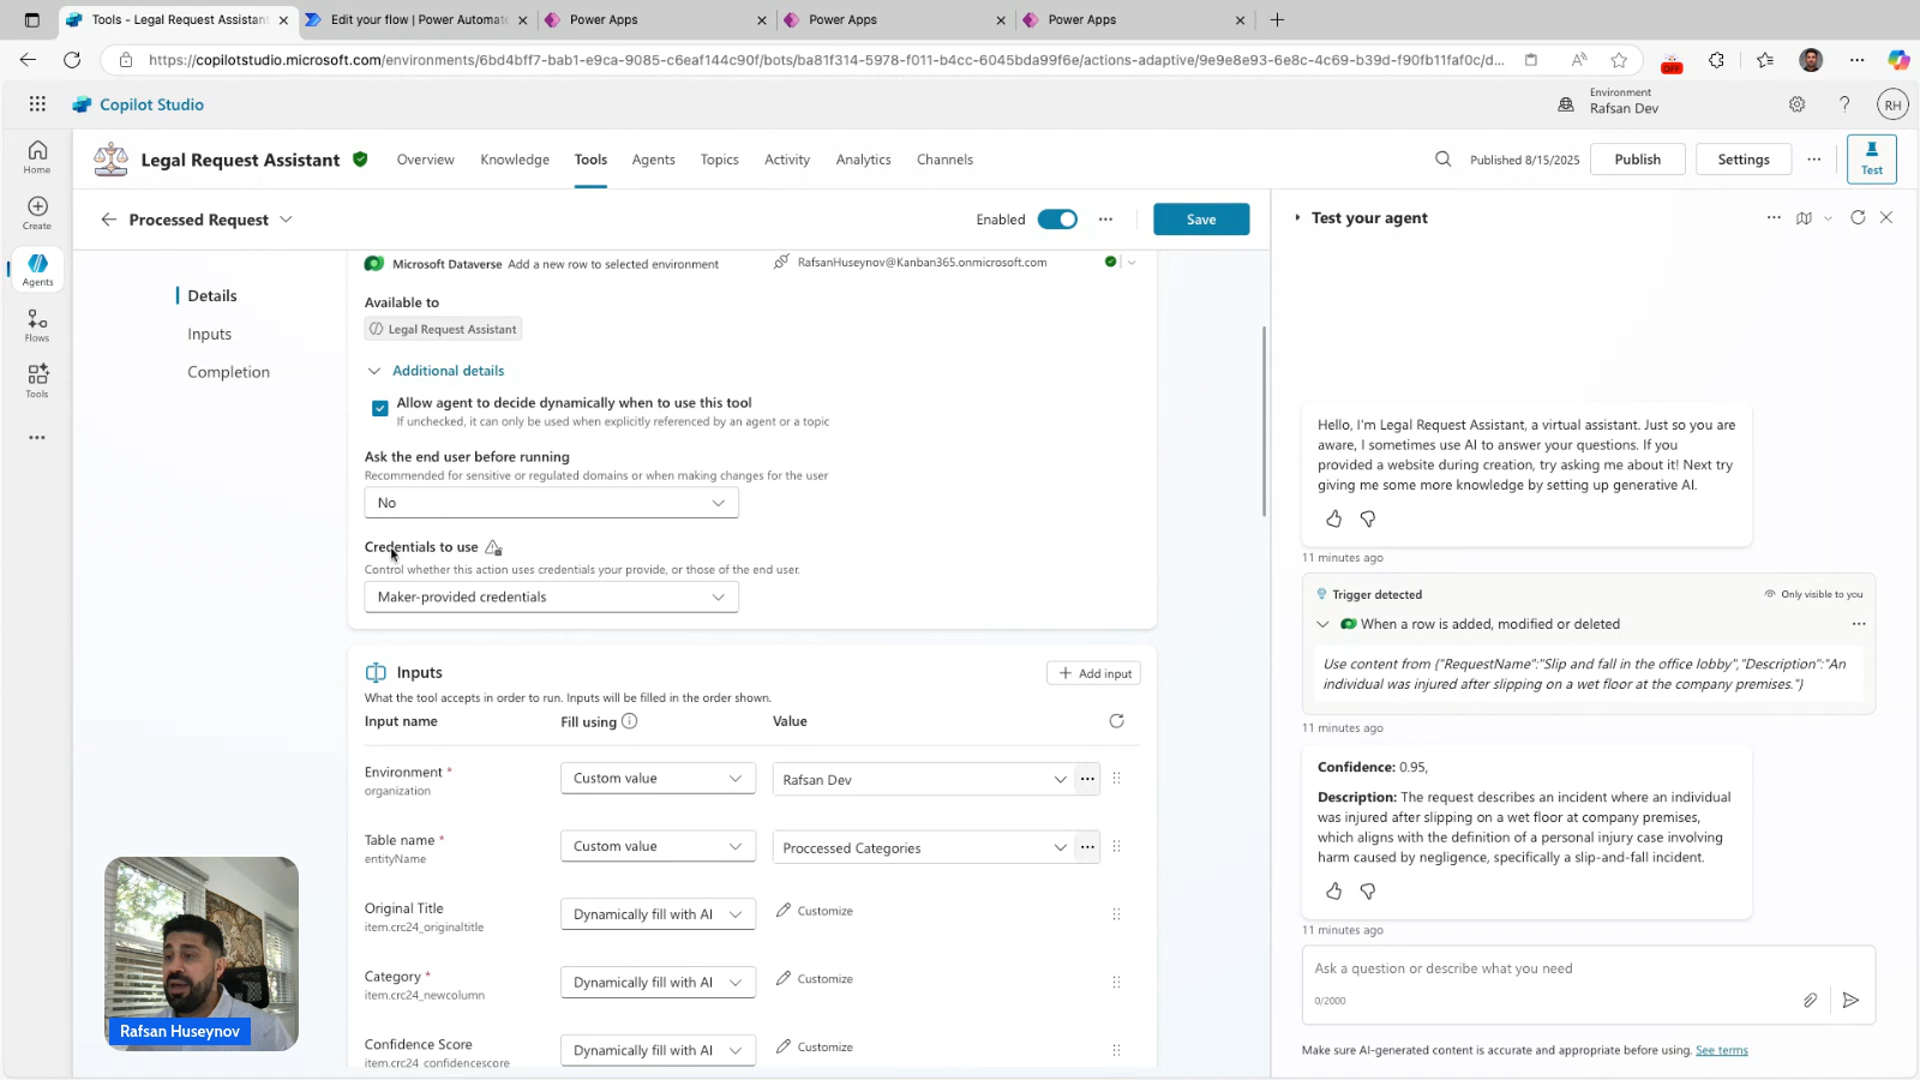 Tools - Legal Request Assistant
Edit your flow | Power Automate
Power Apps
Power Apps
Power Apps
https://copilotstudio.microsoft.com/environments/6bd4bff7-bab1-e9ca-9085-c6eaf144c90f/bots/ba81f314-5978-f011-b4cc-6045bda99f6e/actions-adaptive/9e9e8e93-6e8c-4c69-b39d-f90fb11faf0c/d...
OFF
Copilot Studio
Environment
Rafsan Dev
RH
Home
Create
Agents
Flows
Tools
Legal Request Assistant
Overview
Knowledge
Tools
Agents
Topics
Activity
Analytics
Channels
Published 8/15/2025
Publish
Settings
Test
Processed Request
Enabled
Save
Details
Inputs
Completion
Microsoft Dataverse Add a new row to selected environment
RafsanHuseynov@Kanban365.onmicrosoft.com
Available to
Legal Request Assistant
Additional details
Allow agent to decide dynamically when to use this tool
If unchecked, it can only be used when explicitly referenced by an agent or a topic
Ask the end user before running
Recommended for sensitive or regulated domains or when making changes for the user
No
Credentials to use
Control whether this action uses credentials your provide, or those of the end user.
Maker-provided credentials
Inputs
Add input
What the tool accepts in order to run. Inputs will be filled in the order shown.
Input name
Fill using
Value
Environment *
organization
Custom value
Rafsan Dev
Table name *
entityName
Custom value
Proccessed Categories
Original Title
item.crc24_originaltitle
Dynamically fill with AI
Customize
Category *
item.crc24_newcolumn
Dynamically fill with AI
Customize
Confidence Score
item.crc24_confidencescore
Dynamically fill with AI
Customize
Rafsan Huseynov
Test your agent
Hello, I'm Legal Request Assistant, a virtual assistant. Just so you are
aware, I sometimes use AI to answer your questions. If you
provided a website during creation, try asking me about it! Next try
giving me some more knowledge by setting up generative AI.
11 minutes ago
Trigger detected
Only visible to you
When a row is added, modified or deleted
Use content from {"RequestName":"Slip and fall in the office lobby","Description":"An
individual was injured after slipping on a wet floor at the company premises."}
11 minutes ago
Confidence: 0.95,
Description: The request describes an incident where an individual
was injured after slipping on a wet floor at company premises,
which aligns with the definition of a personal injury case involving
harm caused by negligence, specifically a slip-and-fall incident.
11 minutes ago
Ask a question or describe what you need
0/2000
Make sure AI-generated content is accurate and appropriate before using. See terms